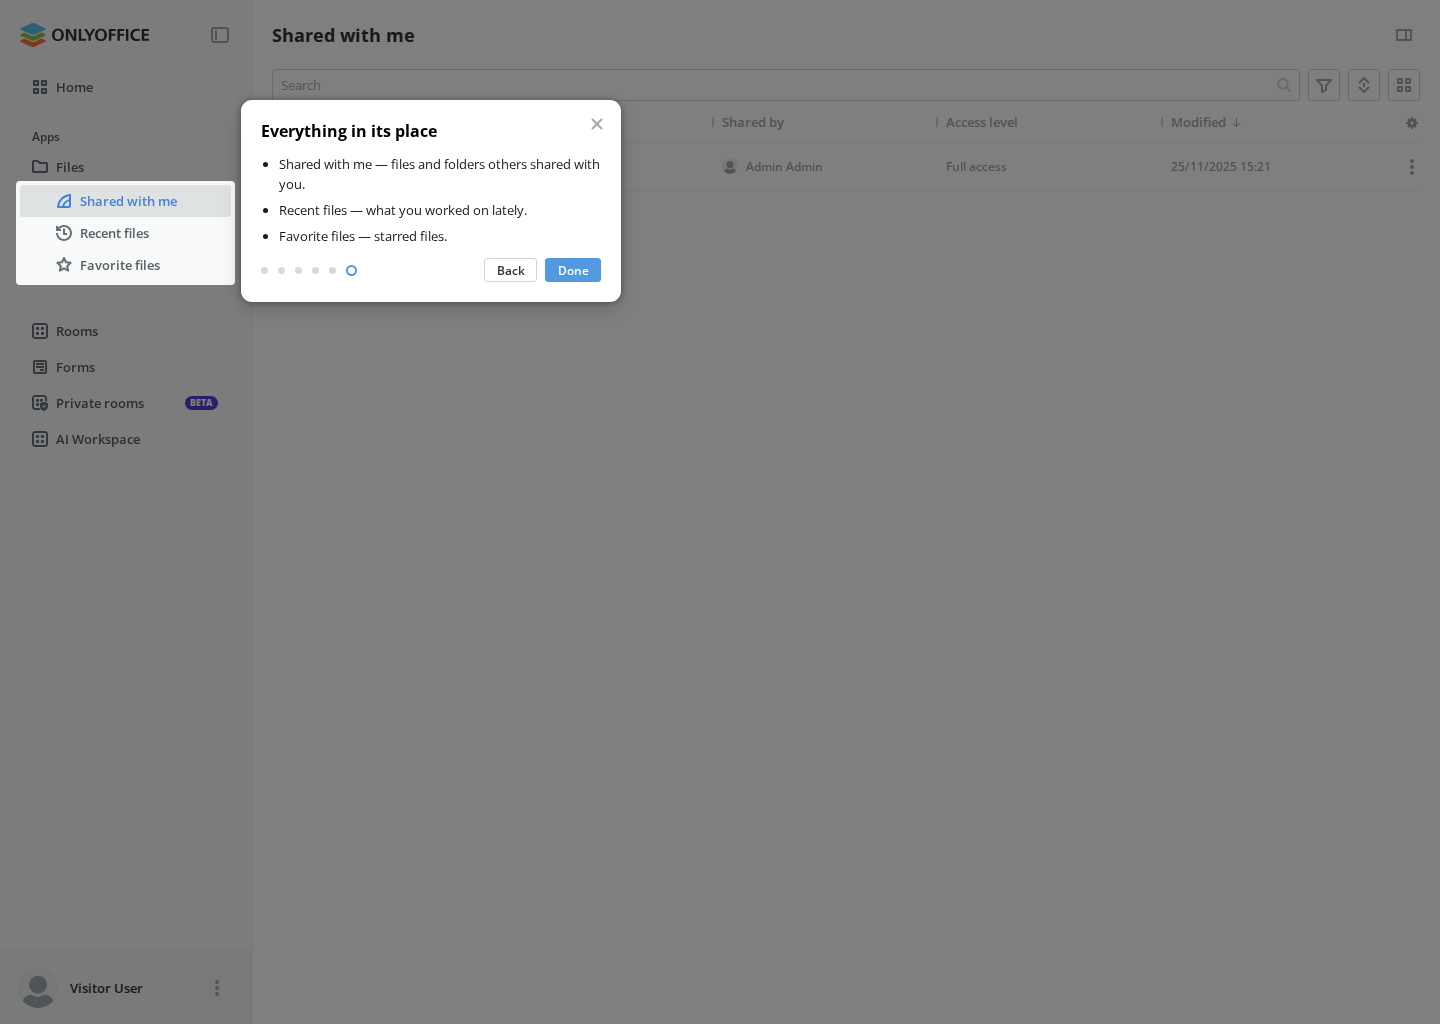 ONLYOFFICE
Home
Apps
Files
Shared with me
Recent files
Favorite files
Rooms
Forms
Private rooms BETA
AI Workspace
Visitor User
Shared with me
Search
Shared by Access level Modified
Admin Admin Full access 25/11/2025 15:21
Everything in its place
Shared with me — files and folders others shared with
you.
Recent files — what you worked on lately.
Favorite files — starred files.
Back Done